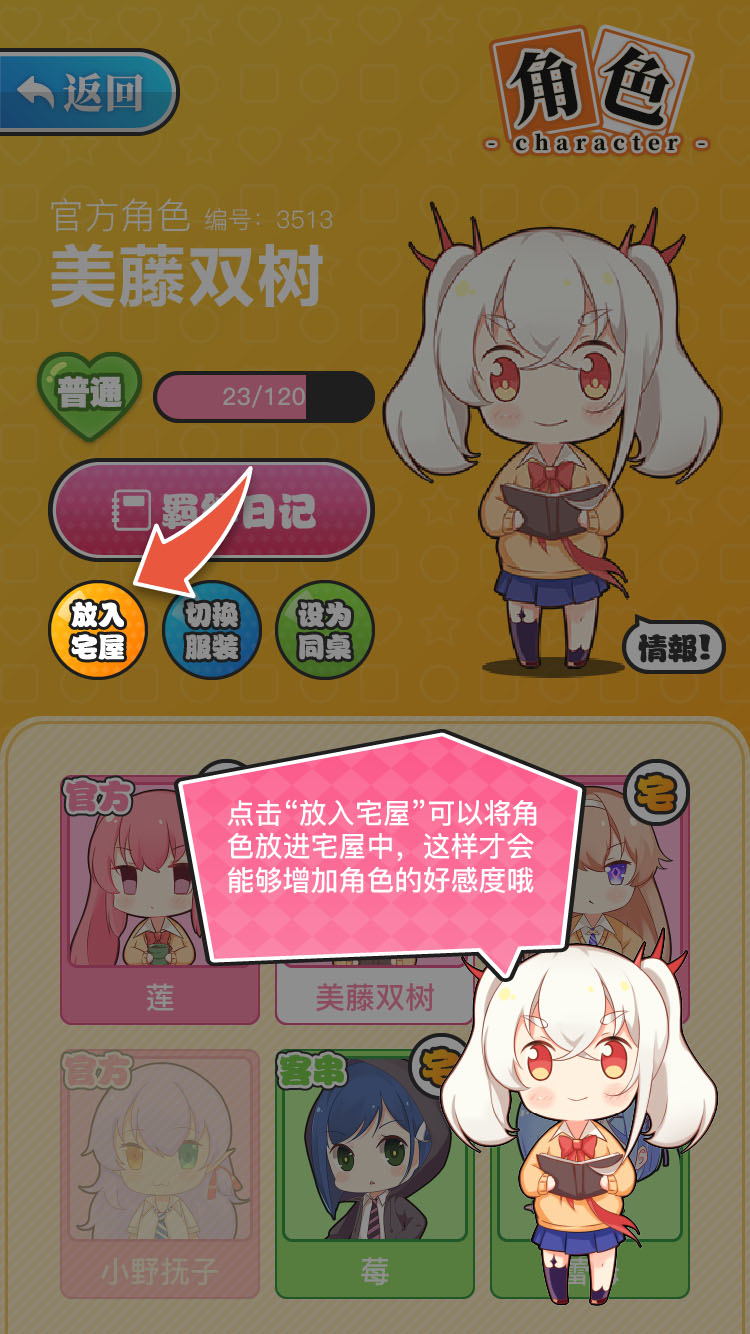 返回
角色
- character -
官方角色 编号：3513
美藤双树
普通
23/120
日记
放入
宅屋
切换
服装
设为
同桌
情報!
点击“放入宅屋”可以将角
色放进宅屋中，这样才会
能够增加角色的好感度哦
官方
宅
莲
美藤双树
官方
客串
宅
小野抚子
莓